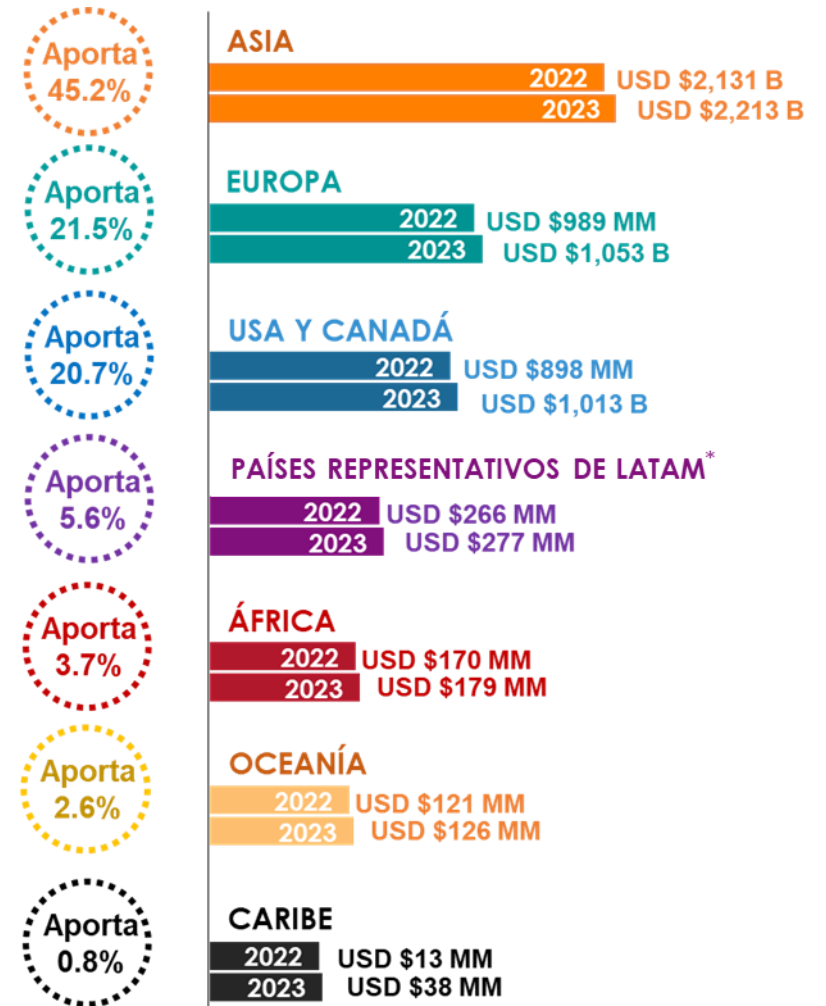 Aporta
45.2%
ASIA
2022 USD $2,131 B
2023 USD $2,213 B
Aporta
21.5%
EUROPA
2022 USD $989 MM
2023 USD $1,053 B
Aporta
20.7%
USA Y CANADÁ
2022 USD $898 MM
2023 USD $1,013 B
Aporta
5.6%
PAÍSES REPRESENTATIVOS DE LATAM*
2022 USD $266 MM
2023 USD $277 MM
Aporta
3.7%
ÁFRICA
2022 USD $170 MM
2023 USD $179 MM
Aporta
2.6%
OCEANÍA
2022 USD $121 MM
2023 USD $126 MM
Aporta
0.8%
CARIBE
2022 USD $13 MM
2023 USD $38 MM